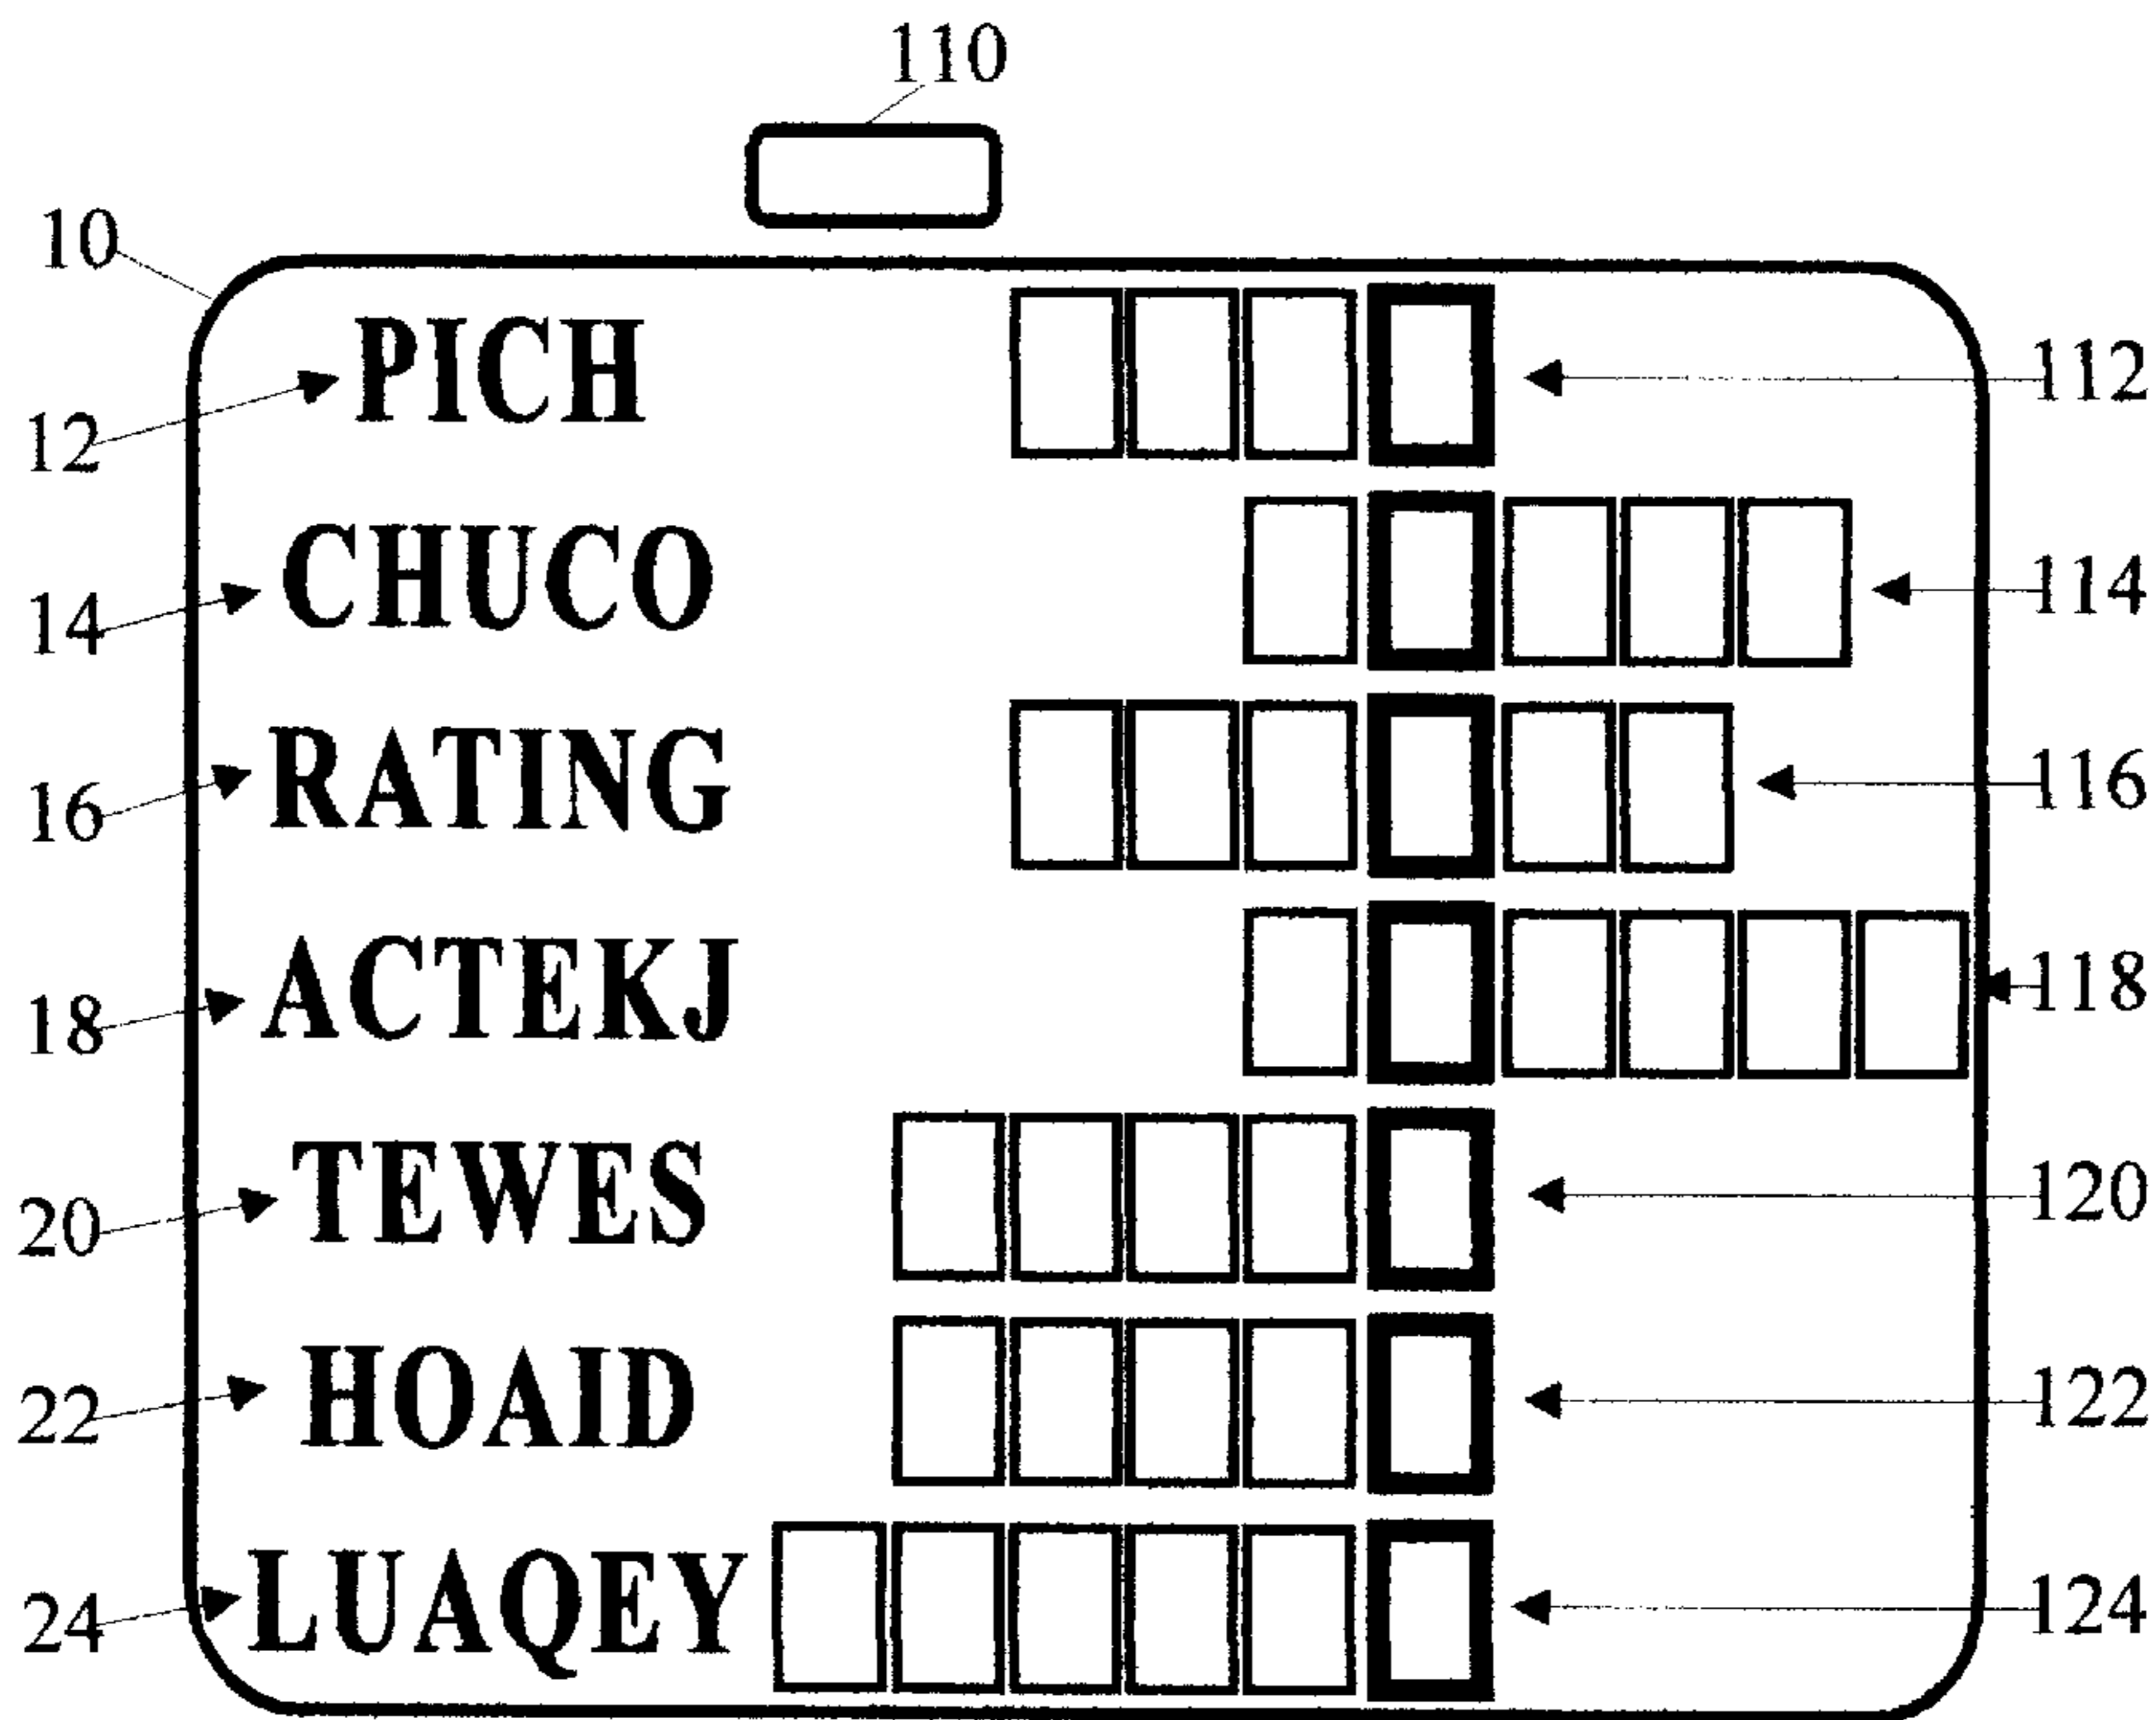 110
10
12 PICH 112
14 CHUCO 114
16 RATING 116
18 ACTEKJ 118
20 TEWES 120
22 HOAID 122
24 LUAQEY 124